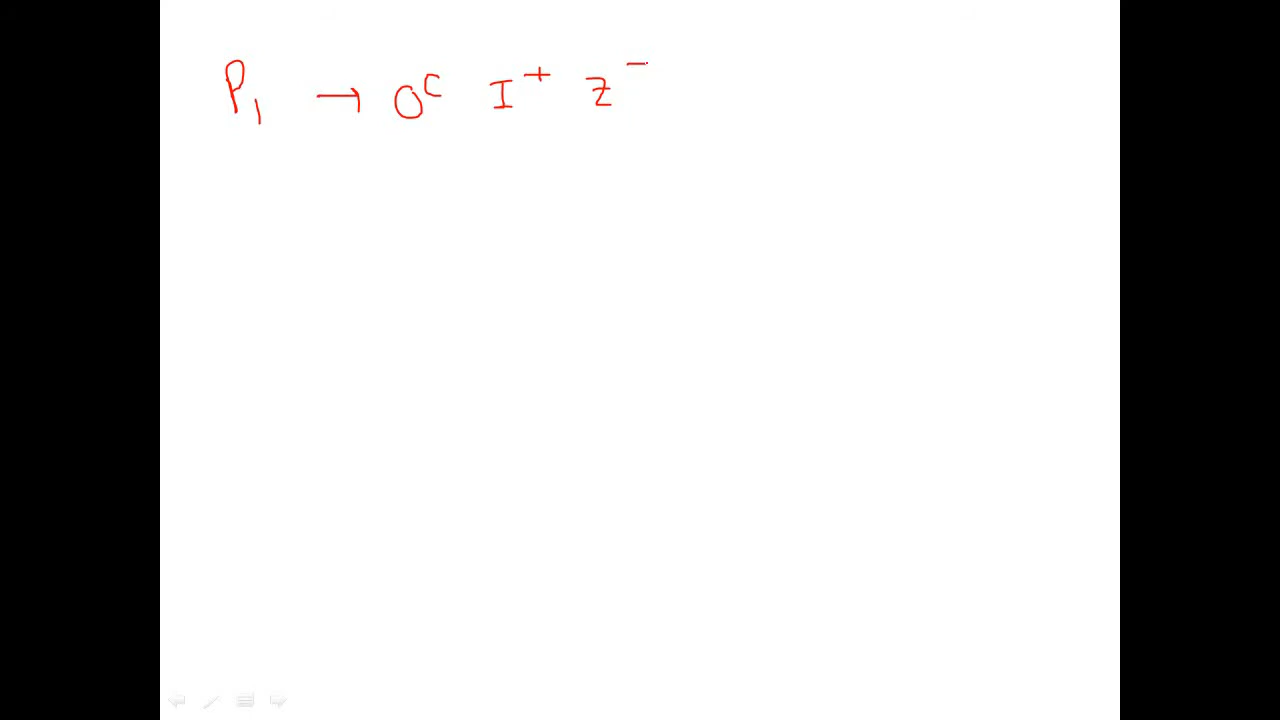 P₁ → O^C I⁺ Z⁻